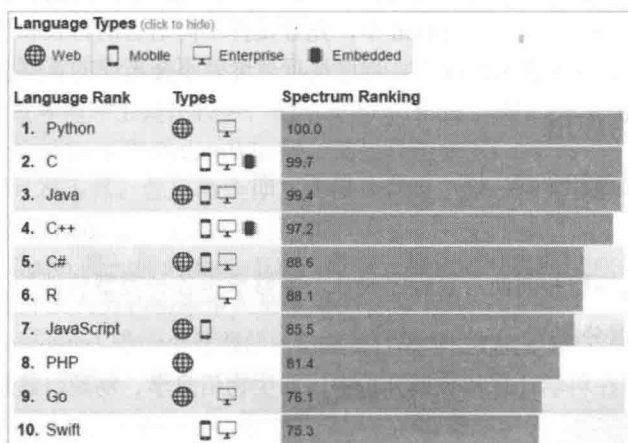 Language Types (click to hide)
Web Mobile Enterprise Embedded
Language Rank Types Spectrum Ranking
1. Python 100.0
2. C 99.7
3. Java 99.4
4. C++ 97.2
5. C# 88.6
6. R 88.1
7. JavaScript 85.5
8. PHP 81.4
9. Go 76.1
10. Swift 75.3